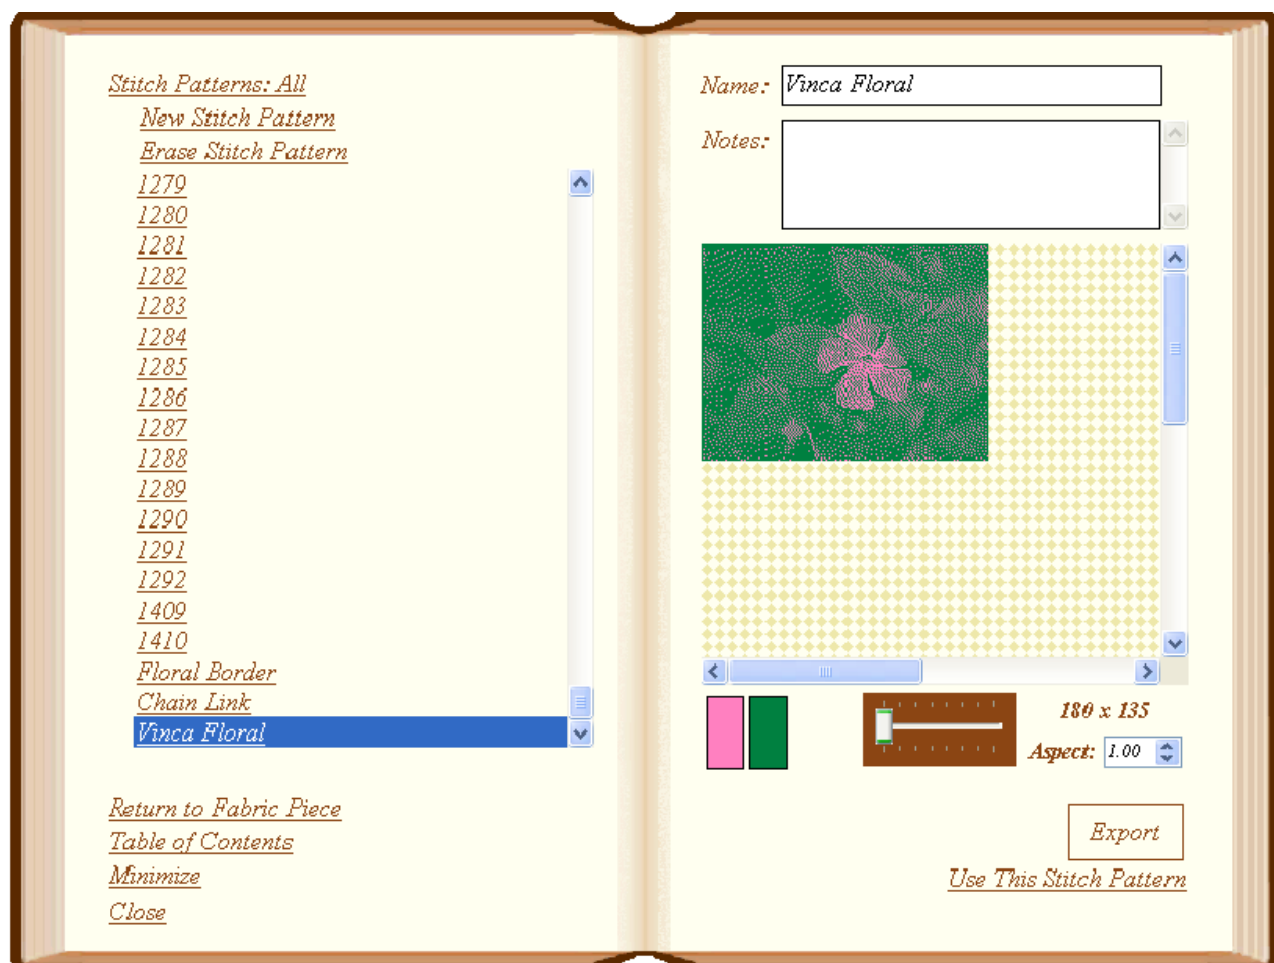 Stitch Patterns: All
New Stitch Pattern
Erase Stitch Pattern
1279
1280
1281
1282
1283
1284
1285
1286
1287
1288
1289
1290
1291
1292
1409
1410
Floral Border
Chain Link
Vinca Floral
Return to Fabric Piece
Table of Contents
Minimize
Close
Name: Vinca Floral
Notes:
180 x 135
Aspect: 1.00
Export
Use This Stitch Pattern